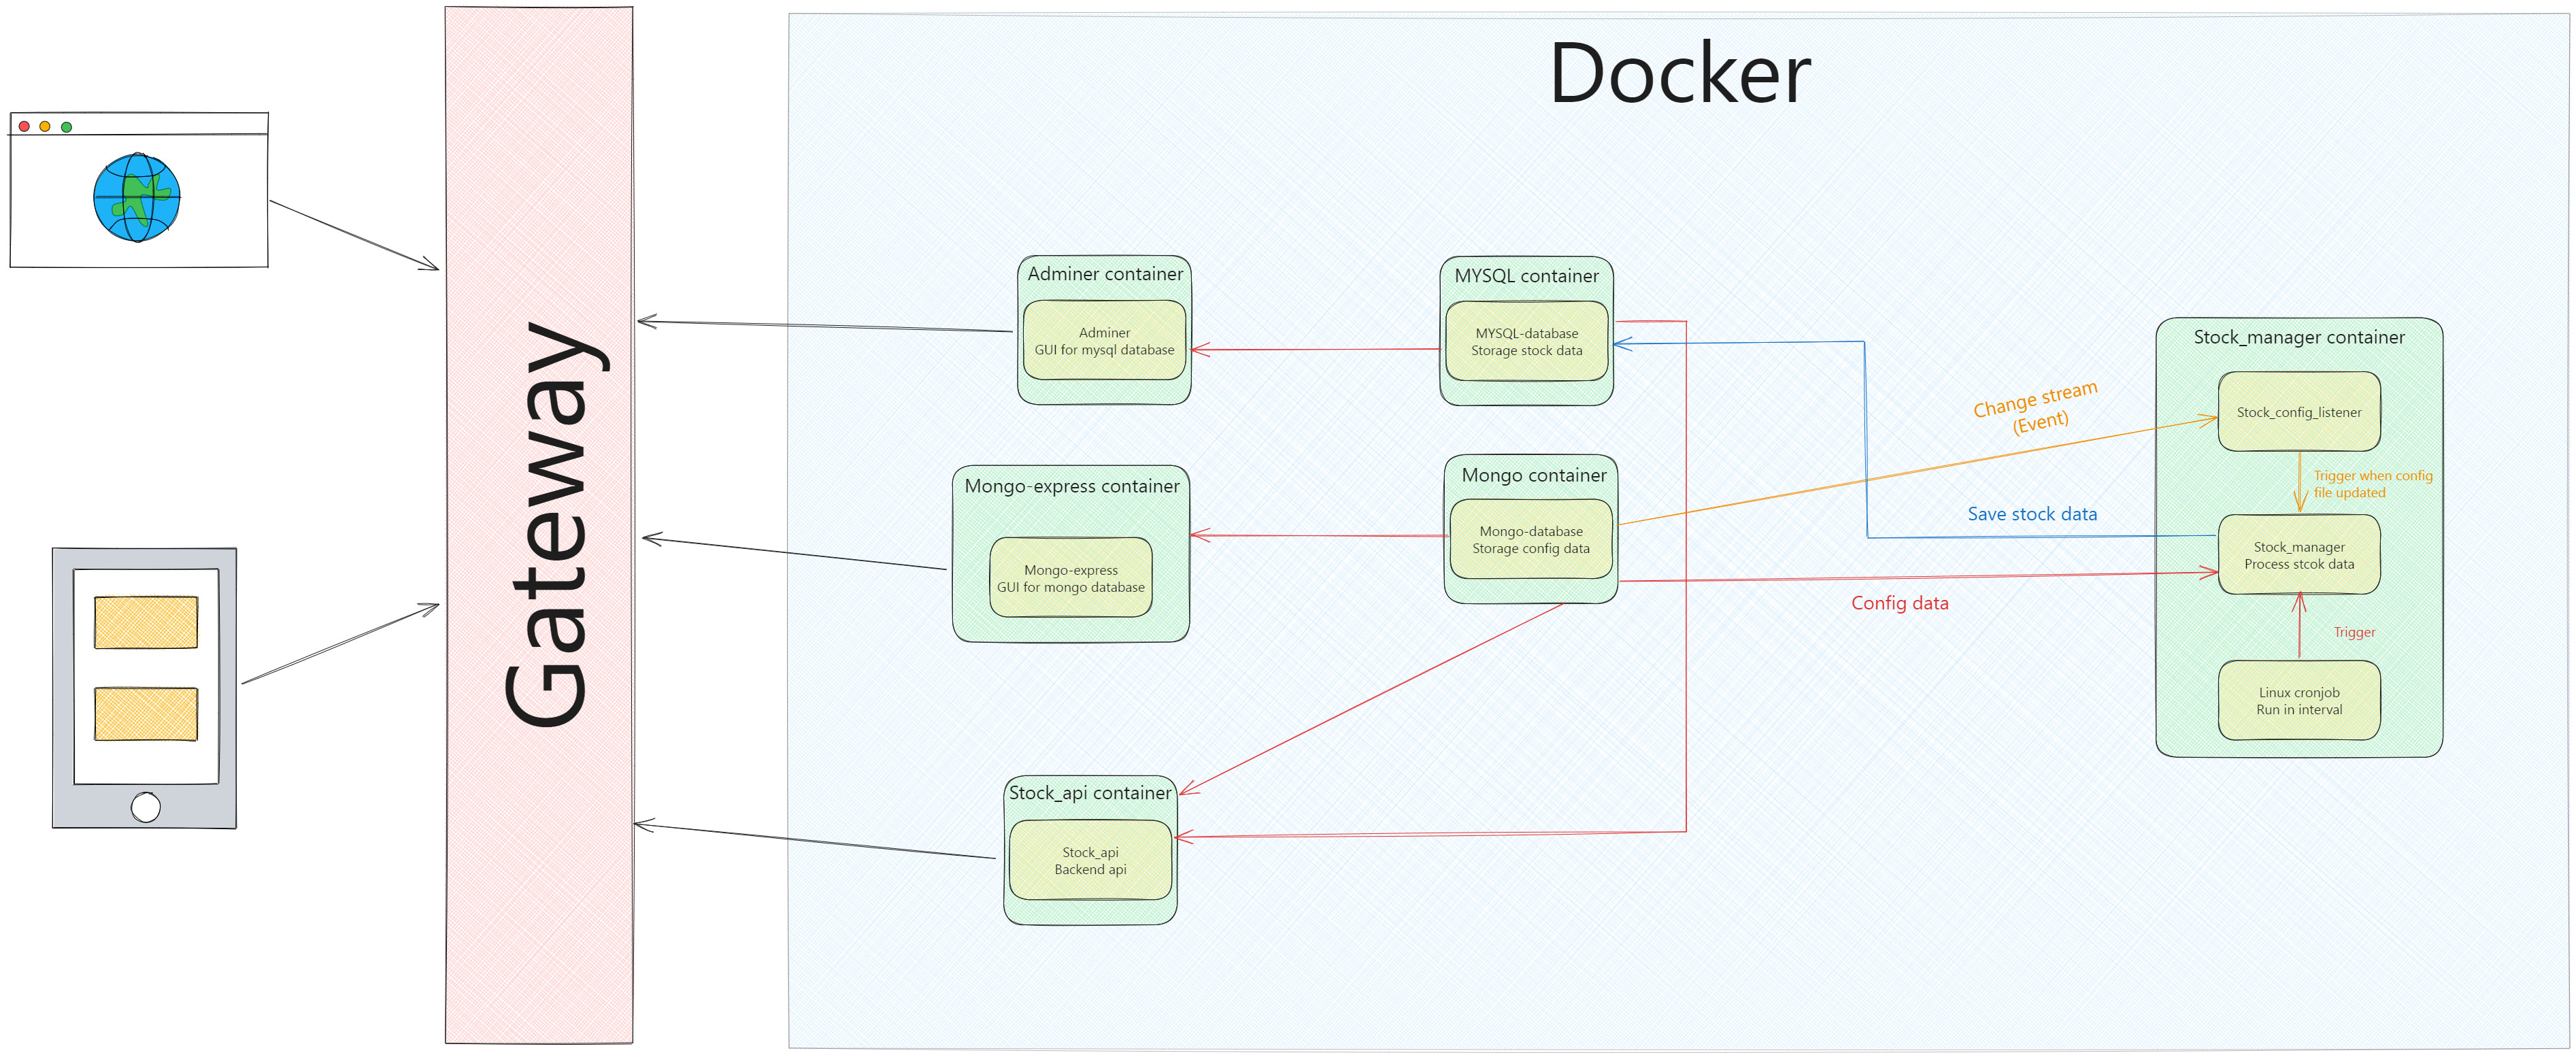 Docker
Gateway
Adminer container
Adminer
GUI for mysql database
MYSQL container
MYSQL-database
Storage stock data
Mongo-express container
Mongo-express
GUI for mongo database
Mongo container
Mongo-database
Storage config data
Stock_api container
Stock_api
Backend api
Change stream
(Event)
Save stock data
Config data
Stock_manager container
Stock_config_listener
Trigger when config
file updated
Stock_manager
Process stcok data
Trigger
Linux cronjob
Run in interval